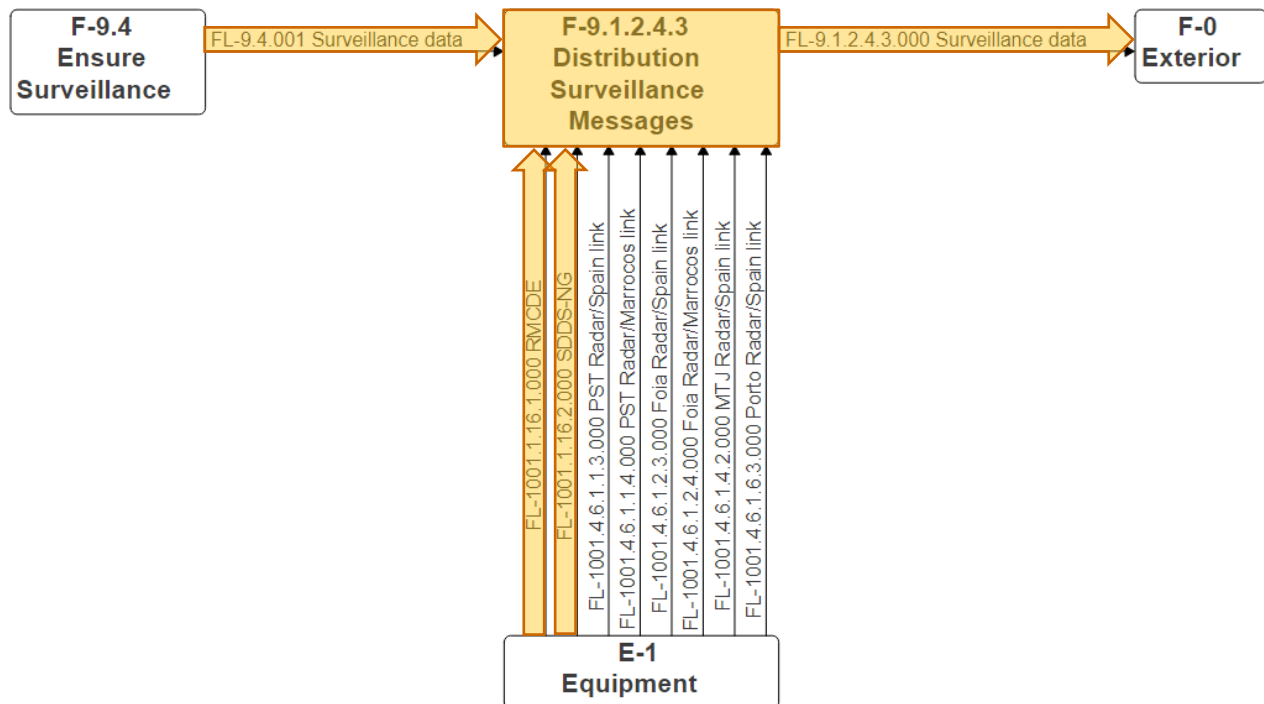 F-9.4
Ensure
Surveillance
FL-9.4.001 Surveillance data
F-9.1.2.4.3
Distribution
Surveillance
Messages
FL-9.1.2.4.3.000 Surveillance data
F-0
Exterior
FL-1001.1.16.1.000 RMCDE
FL-1001.1.16.2.000 SDDS-NG
FL-1001.4.6.1.1.3.000 PST Radar/Spain link
FL-1001.4.6.1.1.4.000 PST Radar/Marrocos link
FL-1001.4.6.1.2.3.000 Foia Radar/Spain link
FL-1001.4.6.1.2.4.000 Foia Radar/Marrocos link
FL-1001.4.6.1.4.2.000 MTJ Radar/Spain link
FL-1001.4.6.1.6.3.000 Porto Radar/Spain link
E-1
Equipment